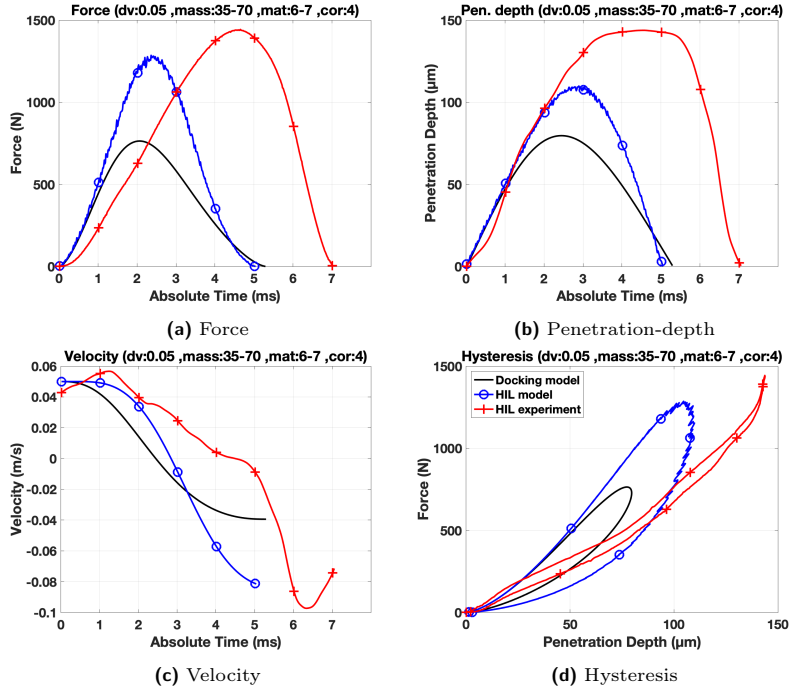 Force (dv:0.05 ,mass:35-70 ,mat:6-7 ,cor:4)
1500
1000
500
0
Force (N)
0 1 2 3 4 5 6 7
Absolute Time (ms)
(a) Force
Pen. depth (dv:0.05 ,mass:35-70 ,mat:6-7 ,cor:4)
150
100
50
0
Penetration Depth (μm)
0 1 2 3 4 5 6 7
Absolute Time (ms)
(b) Penetration-depth
Velocity (dv:0.05 ,mass:35-70 ,mat:6-7 ,cor:4)
0.06
0.04
0.02
0
-0.02
-0.04
-0.06
-0.08
-0.1
Velocity (m/s)
0 1 2 3 4 5 6 7
Absolute Time (ms)
(c) Velocity
Hysteresis (dv:0.05 ,mass:35-70 ,mat:6-7 ,cor:4)
Docking model
HIL model
HIL experiment
1500
1000
500
0
Force (N)
0 50 100 150
Penetration Depth (μm)
(d) Hysteresis